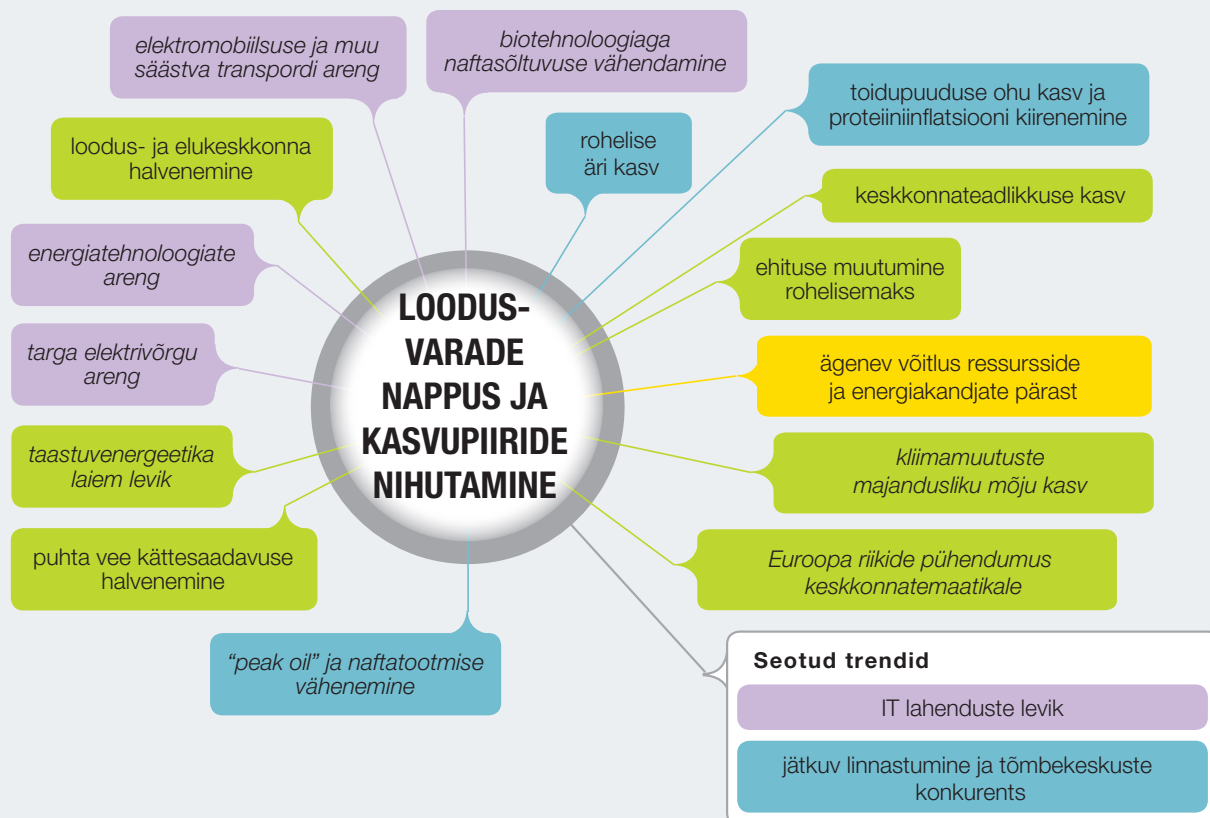 elektromobiilsuse ja muu
säästva transpordi areng
biotehnoloogiaga
naftasõltuvuse vähendamine
toidupuuduse ohu kasv ja
proteiiniinflatsiooni kiirenemine
loodus- ja elukeskkonna
halvenemine
rohelise
äri kasv
keskkonnateadlikkuse kasv
energiatehnoloogiate
areng
ehituse muutumine
rohelisemaks
LOODUS-
VARADE
NAPPUS JA
KASVUPIIRIDE
NIHUTAMINE
targa elektrivõrgu
areng
ägenev võitlus ressursside
ja energiakandjate pärast
taastuvenergeetika
laiem levik
kliimamuutuste
majandusliku mõju kasv
puhta vee kättesaadavuse
halvenemine
Euroopa riikide pühendumus
keskkonnatemaatikale
“peak oil” ja naftatootmise
vähenemine
Seotud trendid
IT lahenduste levik
jätkuv linnastumine ja tõmbekeskuste
konkurents